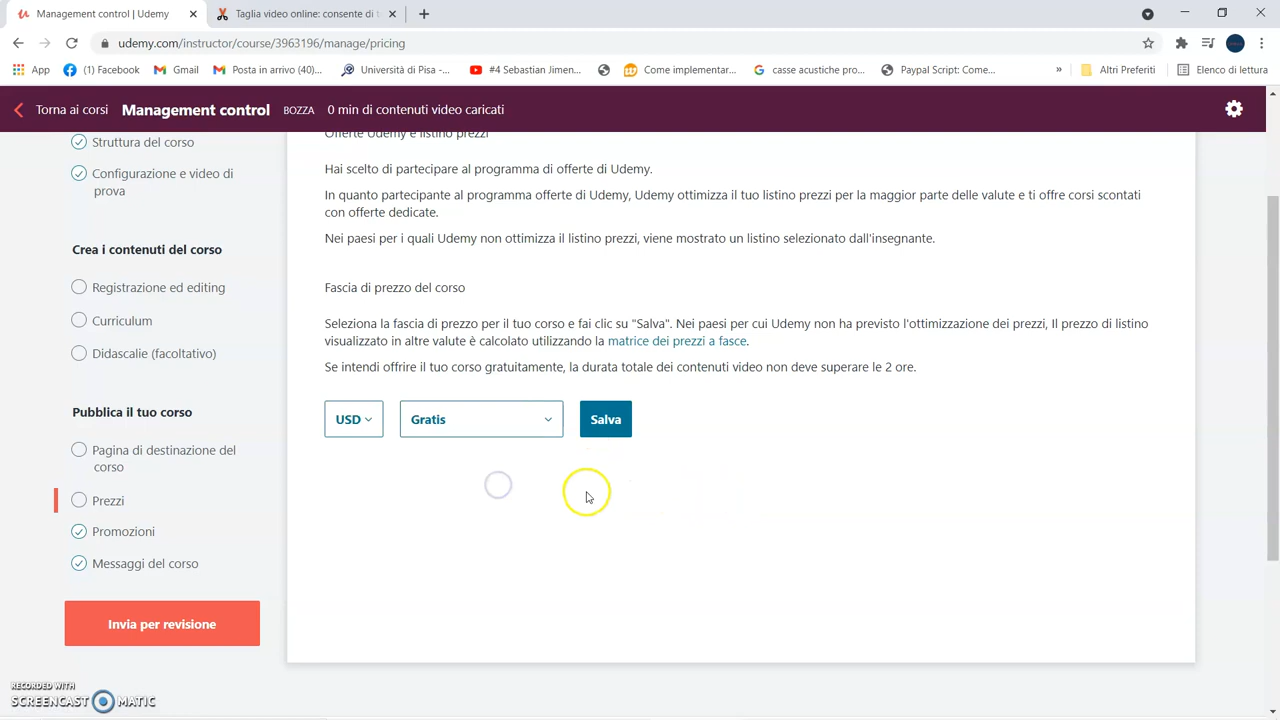 Management control | Udemy
Taglia video online: consente di t
udemy.com/instructor/course/3963196/manage/pricing
App
(1) Facebook
Gmail
Posta in arrivo (40)...
Università di Pisa -...
#4 Sebastian Jimen...
Come implementar...
casse acustiche pro...
Paypal Script: Come...
»
Altri Preferiti
Elenco di lettura
Torna ai corsi
Management control
BOZZA
0 min di contenuti video caricati
Struttura del corso
Configurazione e video di
prova
Crea i contenuti del corso
Registrazione ed editing
Curriculum
Didascalie (facoltativo)
Pubblica il tuo corso
Pagina di destinazione del
corso
Prezzi
Promozioni
Messaggi del corso
Invia per revisione
Offerte Udemy e listino prezzi
Hai scelto di partecipare al programma di offerte di Udemy.
In quanto partecipante al programma offerte di Udemy, Udemy ottimizza il tuo listino prezzi per la maggior parte delle valute e ti offre corsi scontati
con offerte dedicate.
Nei paesi per i quali Udemy non ottimizza il listino prezzi, viene mostrato un listino selezionato dall'insegnante.
Fascia di prezzo del corso
Seleziona la fascia di prezzo per il tuo corso e fai clic su "Salva". Nei paesi per cui Udemy non ha previsto l'ottimizzazione dei prezzi, Il prezzo di listino
visualizzato in altre valute è calcolato utilizzando la matrice dei prezzi a fasce.
Se intendi offrire il tuo corso gratuitamente, la durata totale dei contenuti video non deve superare le 2 ore.
USD
Gratis
Salva
RECORDED WITH
SCREENCAST MATIC